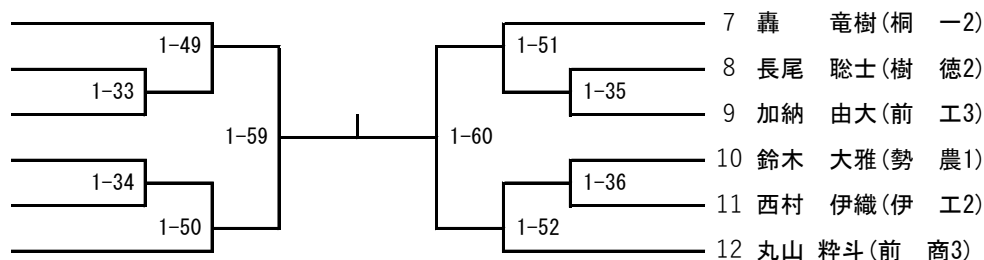 7 轟　　竜樹(桐　一2)
1-49 1-51
8 長尾　聡士(樹　徳2)
1-33 1-35
9 加納　由大(前　工3)
1-59 1-60
10 鈴木　大雅(勢　農1)
1-34 1-36
11 西村　伊織(伊　工2)
1-50 1-52
12 丸山 粋斗(前　商3)